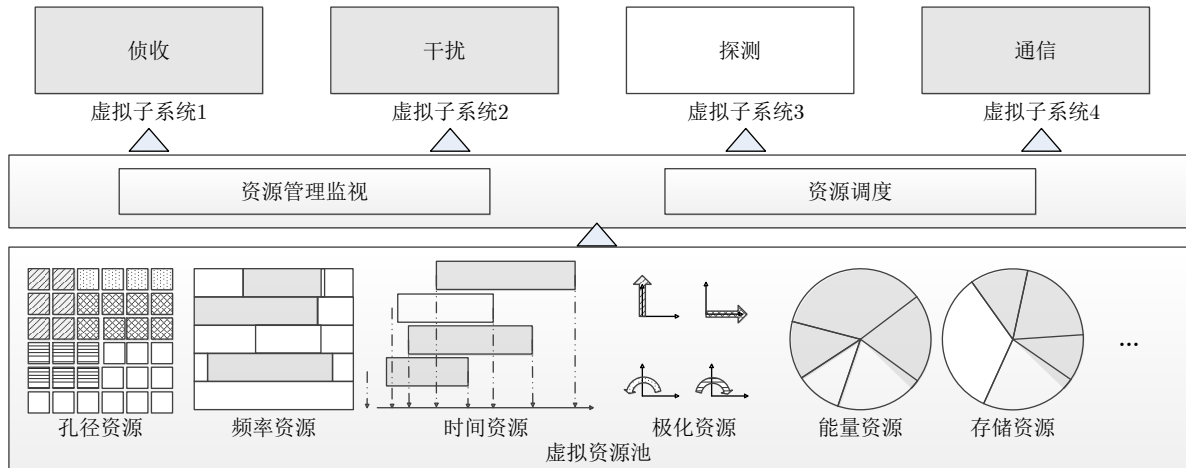 侦收 干扰 探测 通信
虚拟子系统1 虚拟子系统2 虚拟子系统3 虚拟子系统4
资源管理监视 资源调度
...
孔径资源 频率资源 时间资源 极化资源 能量资源 存储资源
虚拟资源池